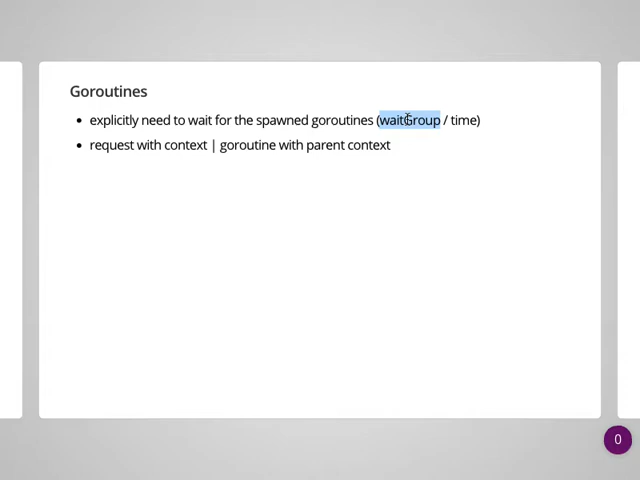 Goroutines
• explicitly need to wait for the spawned goroutines (waitGroup / time)
• request with context | goroutine with parent context
0